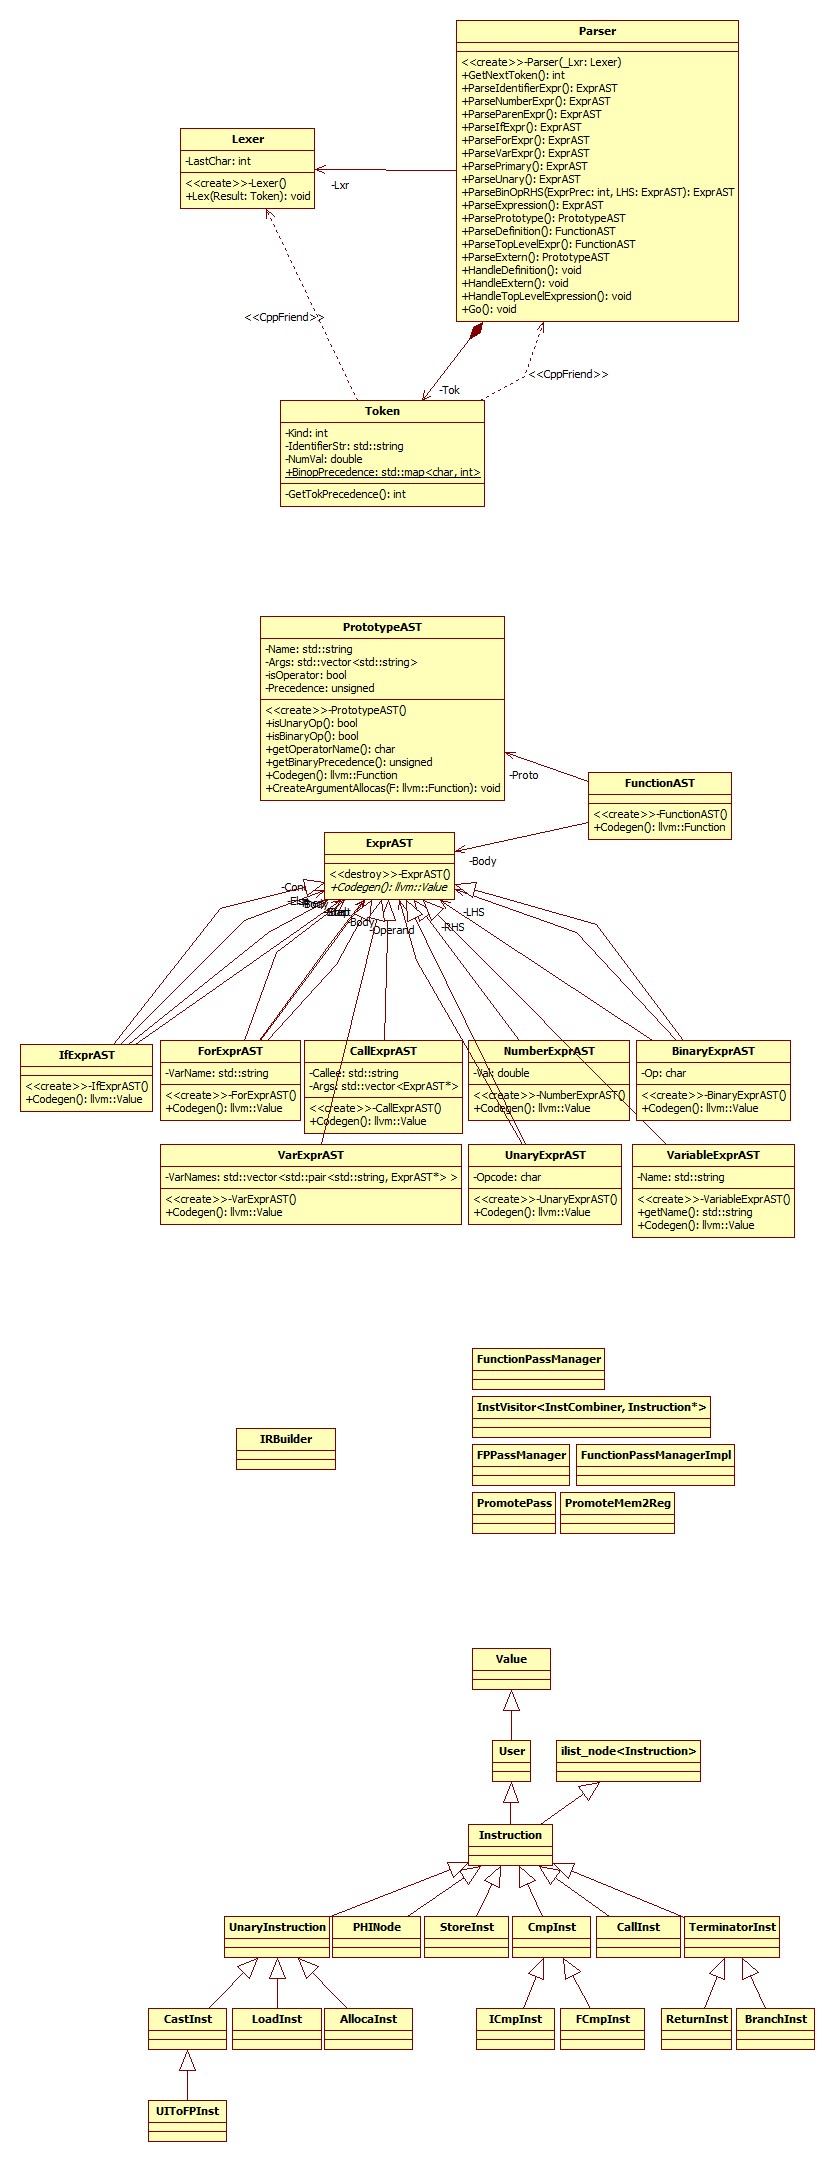 Parser
<<create>>-Parser(_Lxr: Lexer)
+GetNextToken(): int
+ParseIdentifierExpr(): ExprAST
+ParseNumberExpr(): ExprAST
+ParseParenExpr(): ExprAST
+ParseIfExpr(): ExprAST
+ParseForExpr(): ExprAST
+ParseVarExpr(): ExprAST
+ParsePrimary(): ExprAST
+ParseUnary(): ExprAST
+ParseBinOpRHS(ExprPrec: int, LHS: ExprAST): ExprAST
+ParseExpression(): ExprAST
+ParsePrototype(): PrototypeAST
+ParseDefinition(): FunctionAST
+ParseTopLevelExpr(): FunctionAST
+ParseExtern(): PrototypeAST
+HandleDefinition(): void
+HandleExtern(): void
+HandleTopLevelExpression(): void
+Go(): void
Lexer
-LastChar: int
<<create>>-Lexer()
+Lex(Result: Token): void
-Lxr
<<CppFriend>>
-Tok
<<CppFriend>>
Token
-Kind: int
-IdentifierStr: std::string
-NumVal: double
+BinopPrecedence: std::map<char, int>
-GetTokPrecedence(): int
PrototypeAST
-Name: std::string
-Args: std::vector<std::string>
-isOperator: bool
-Precedence: unsigned
<<create>>-PrototypeAST()
+isUnaryOp(): bool
+isBinaryOp(): bool
+getOperatorName(): char
+getBinaryPrecedence(): unsigned
+Codegen(): llvm::Function
+CreateArgumentAllocas(F: llvm::Function): void
-Proto
FunctionAST
<<create>>-FunctionAST()
+Codegen(): llvm::Function
-Body
ExprAST
<<destroy>>-ExprAST()
+Codegen(): llvm::Value
-Body
-Operand
-RHS
-LHS
IfExprAST
<<create>>-IfExprAST()
+Codegen(): llvm::Value
ForExprAST
-VarName: std::string
<<create>>-ForExprAST()
+Codegen(): llvm::Value
CallExprAST
-Callee: std::string
-Args: std::vector<ExprAST*>
<<create>>-CallExprAST()
+Codegen(): llvm::Value
NumberExprAST
-Val: double
<<create>>-NumberExprAST()
+Codegen(): llvm::Value
BinaryExprAST
-Op: char
<<create>>-BinaryExprAST()
+Codegen(): llvm::Value
VarExprAST
-VarNames: std::vector<std::pair<std::string, ExprAST*> >
<<create>>-VarExprAST()
+Codegen(): llvm::Value
UnaryExprAST
-Opcode: char
<<create>>-UnaryExprAST()
+Codegen(): llvm::Value
VariableExprAST
-Name: std::string
<<create>>-VariableExprAST()
+getName(): std::string
+Codegen(): llvm::Value
FunctionPassManager
InstVisitor<InstCombiner, Instruction*>
IRBuilder
FPPassManager
FunctionPassManagerImpl
PromotePass
PromoteMem2Reg
Value
User
ilist_node<Instruction>
Instruction
UnaryInstruction
PHINode
StoreInst
CmpInst
CallInst
TerminatorInst
CastInst
LoadInst
AllocaInst
ICmpInst
FCmpInst
ReturnInst
BranchInst
UIToFPInst